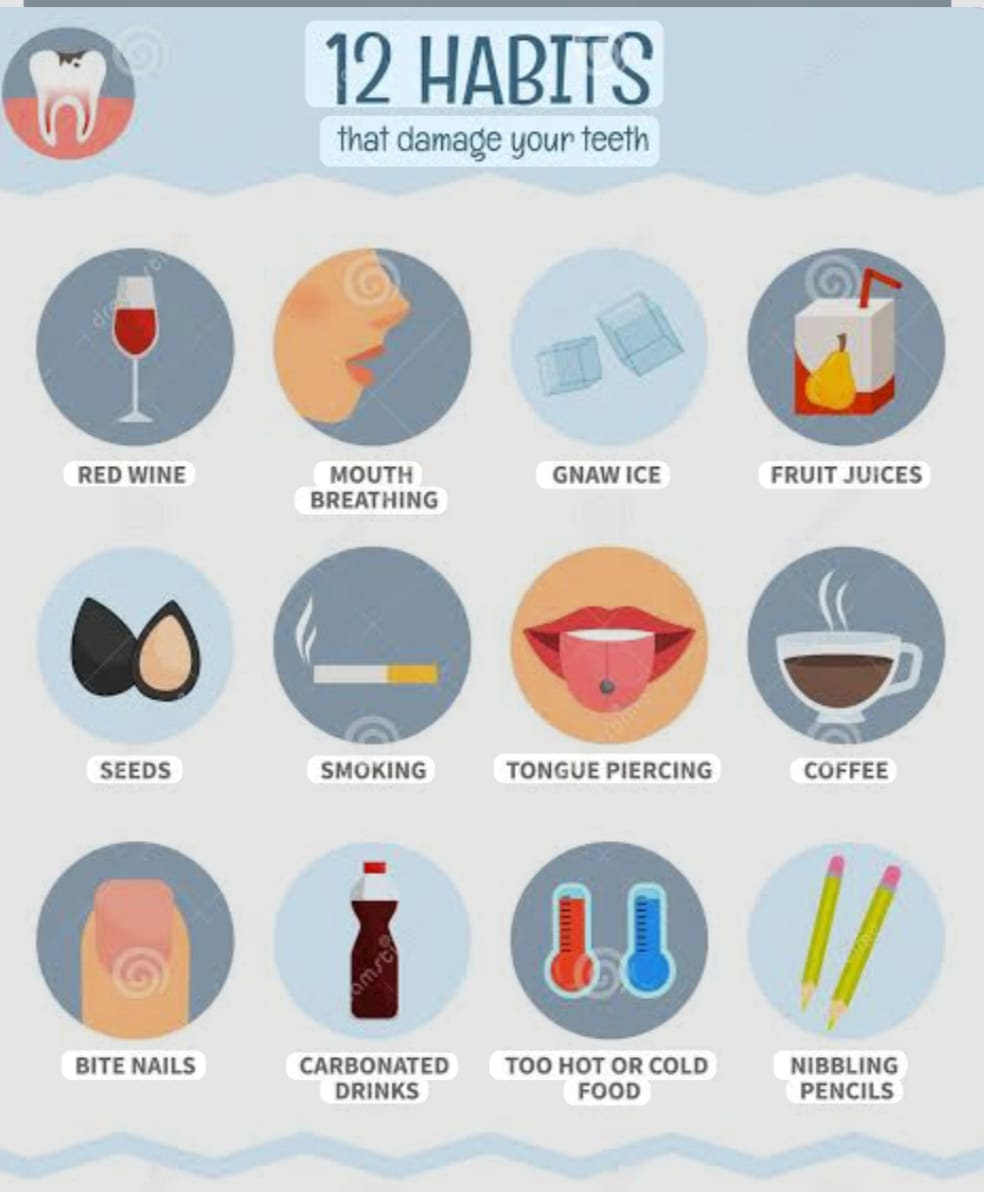 12 HABITS
that damage your teeth
RED WINE
MOUTH
BREATHING
GNAW ICE
FRUIT JUICES
SEEDS
SMOKING
TONGUE PIERCING
COFFEE
BITE NAILS
CARBONATED
DRINKS
TOO HOT OR COLD
FOOD
NIBBLING
PENCILS